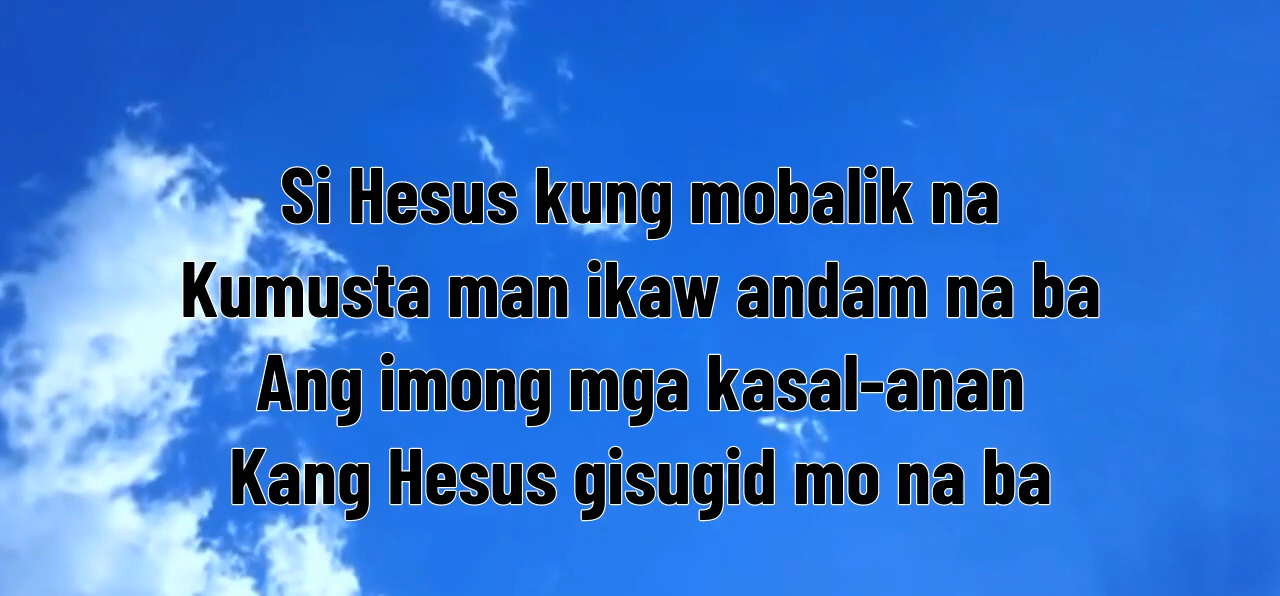 Si Hesus kung mobalik na
Kumusta man ikaw andam na ba
Ang imong mga kasal-anan
Kang Hesus gisugid mo na ba